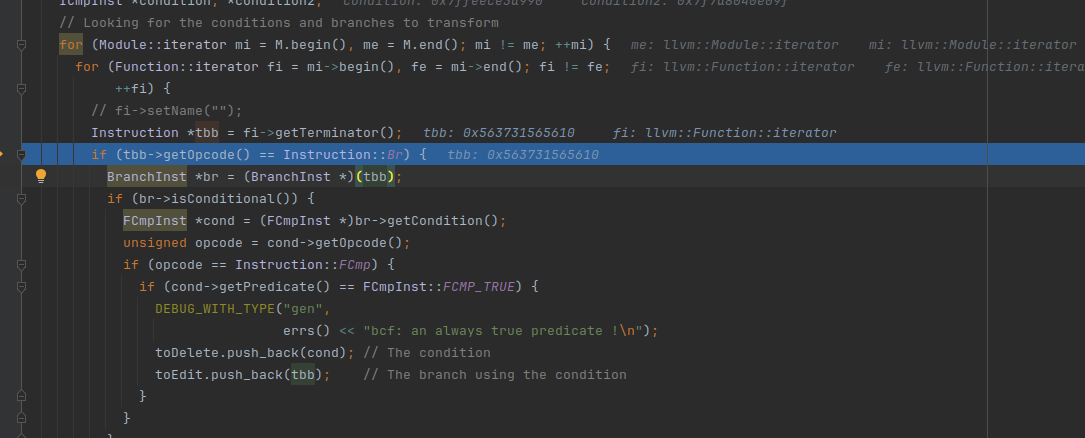 ICmpInst *condition, *condition2; condition: 0x7ffeece3a990 condition2: 0x7f7a8040e09f
// Looking for the conditions and branches to transform
for (Module::iterator mi = M.begin(), me = M.end(); mi != me; ++mi) { me: llvm::Module::iterator mi: llvm::Module::iterator
for (Function::iterator fi = mi->begin(), fe = mi->end(); fi != fe; fi: llvm::Function::iterator fe: llvm::Function::itera
++fi) {
// fi->setName("");
Instruction *tbb = fi->getTerminator(); tbb: 0x563731565610 fi: llvm::Function::iterator
if (tbb->getOpcode() == Instruction::Br) { tbb: 0x563731565610
BranchInst *br = (BranchInst *)(tbb);
if (br->isConditional()) {
FCmpInst *cond = (FCmpInst *)br->getCondition();
unsigned opcode = cond->getOpcode();
if (opcode == Instruction::FCmp) {
if (cond->getPredicate() == FCmpInst::FCMP_TRUE) {
DEBUG_WITH_TYPE("gen",
errs() << "bcf: an always true predicate !\n");
toDelete.push_back(cond); // The condition
toEdit.push_back(tbb); // The branch using the condition
}
}
}